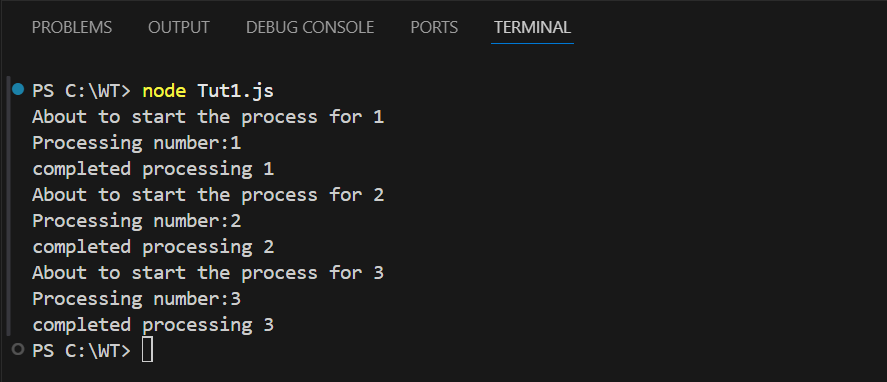 PROBLEMS OUTPUT DEBUG CONSOLE PORTS TERMINAL
PS C:\WT> node Tut1.js
About to start the process for 1
Processing number:1
completed processing 1
About to start the process for 2
Processing number:2
completed processing 2
About to start the process for 3
Processing number:3
completed processing 3
PS C:\WT>